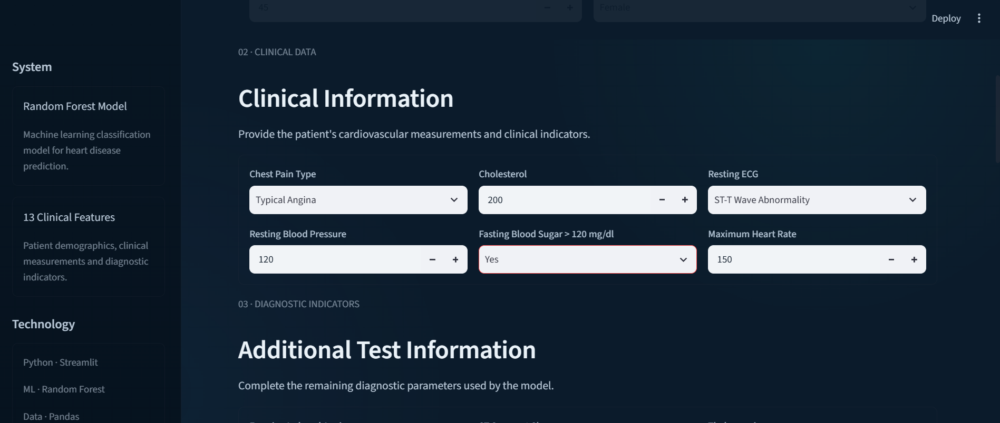 45
Female
Deploy
System
Random Forest Model
Machine learning classification
model for heart disease
prediction.
13 Clinical Features
Patient demographics, clinical
measurements and diagnostic
indicators.
Technology
Python · Streamlit
ML · Random Forest
Data · Pandas
02 · CLINICAL DATA
Clinical Information
Provide the patient's cardiovascular measurements and clinical indicators.
Chest Pain Type
Typical Angina
Cholesterol
200
Resting ECG
ST-T Wave Abnormality
Resting Blood Pressure
120
Fasting Blood Sugar > 120 mg/dl
Yes
Maximum Heart Rate
150
03 · DIAGNOSTIC INDICATORS
Additional Test Information
Complete the remaining diagnostic parameters used by the model.